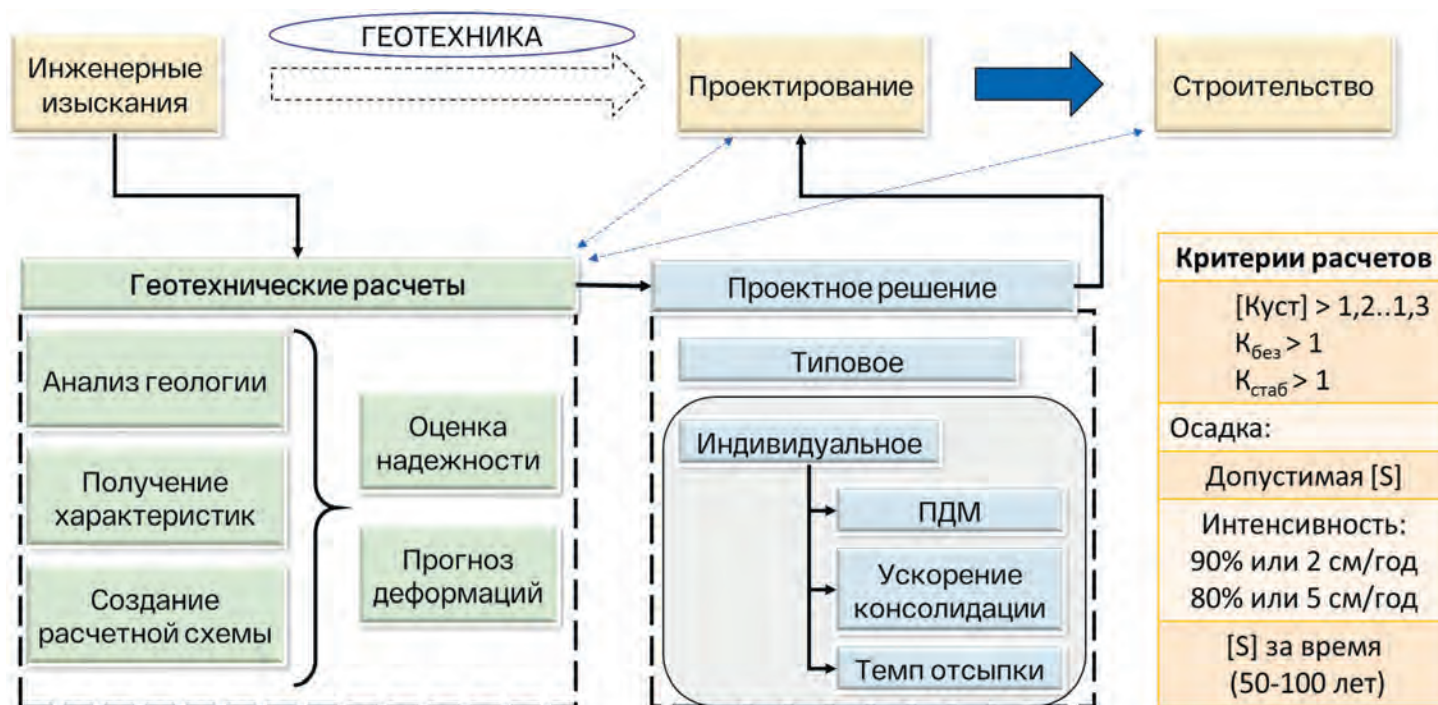 ГЕОТЕХНИКА
Инженерные
изыскания
Проектирование
Строительство
Геотехнические расчеты
Анализ геологии
Получение
характеристик
Создание
расчетной схемы
Оценка
надежности
Прогноз
деформаций
Проектное решение
Типовое
Индивидуальное
ПДМ
Ускорение
консолидации
Темп отсыпки
Критерии расчетов
[Куст] > 1,2..1,3
Kбез > 1
Kстаб > 1
Осадка:
Допустимая [S]
Интенсивность:
90% или 2 см/год
80% или 5 см/год
[S] за время
(50-100 лет)